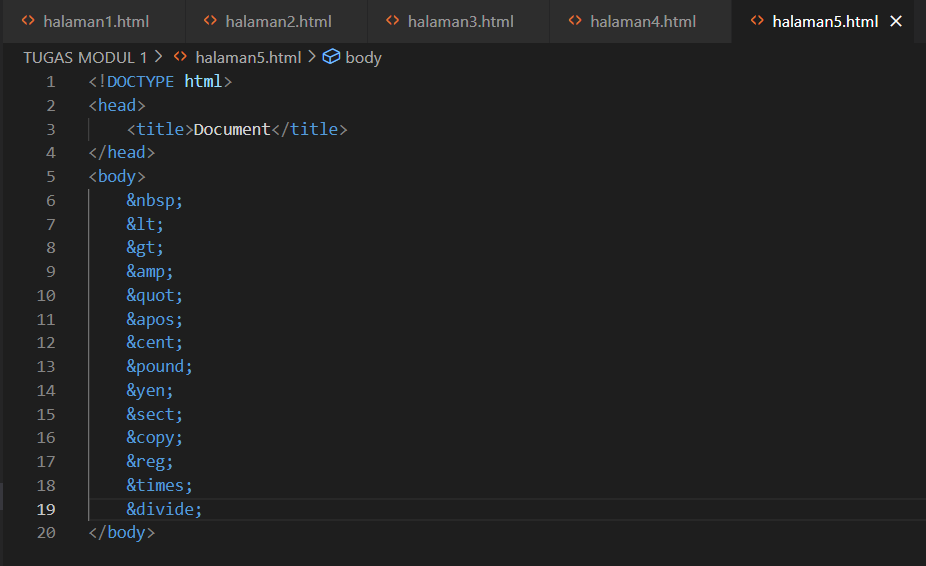 halaman1.html halaman2.html halaman3.html halaman4.html halaman5.html
TUGAS MODUL 1 > halaman5.html > body
1 <!DOCTYPE html>
2 <head>
3     <title>Document</title>
4 </head>
5 <body>
6     &nbsp;
7     &lt;
8     &gt;
9     &amp;
10     &quot;
11     &apos;
12     &cent;
13     &pound;
14     &yen;
15     &sect;
16     &copy;
17     &reg;
18     &times;
19     &divide;
20 </body>